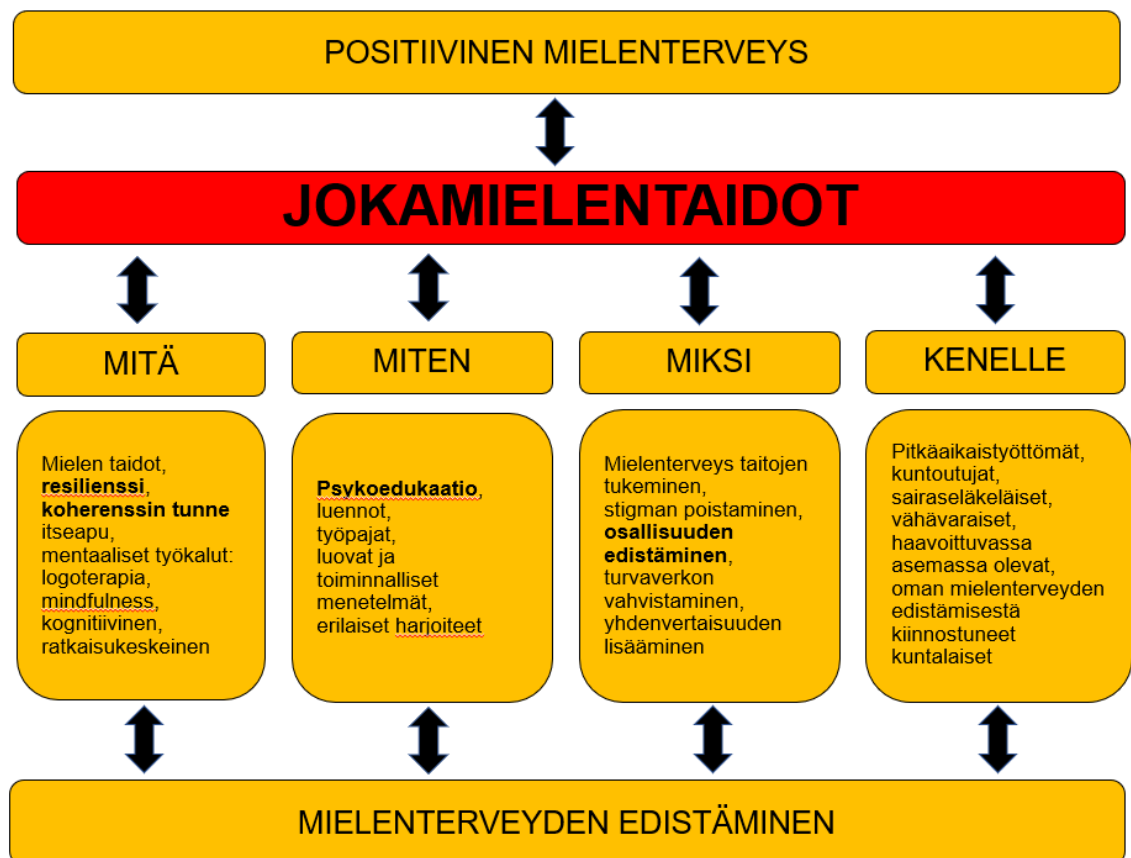 POSITIIVINEN MIELENTERVEYS
JOKAMIELENTAIDOT
MITÄ
Mielen taidot,
resilienssi,
koherenssin tunne
itseapu,
mentaaliset työkalut:
logoterapia,
mindfulness,
kognitiivinen,
ratkaisukeskeinen
MITEN
Psykoedukaatio,
luennot,
työpajat,
luovat ja
toiminnalliset
menetelmät,
erilaiset harjoiteet
MIKSI
Mielenterveys taitojen
tukeminen,
stigman poistaminen,
osallisuuden
edistäminen,
turvaverkon
vahvistaminen,
yhdenvertaisuuden
lisääminen
KENELLE
Pitkäaikaistyöttömät,
kuntoutujat,
sairaseläkeläiset,
vähävaraiset,
haavoittuvassa
asemassa olevat,
oman mielenterveyden
edistämisestä
kiinnostuneet
kuntalaiset
MIELENTERVEYDEN EDISTÄMINEN